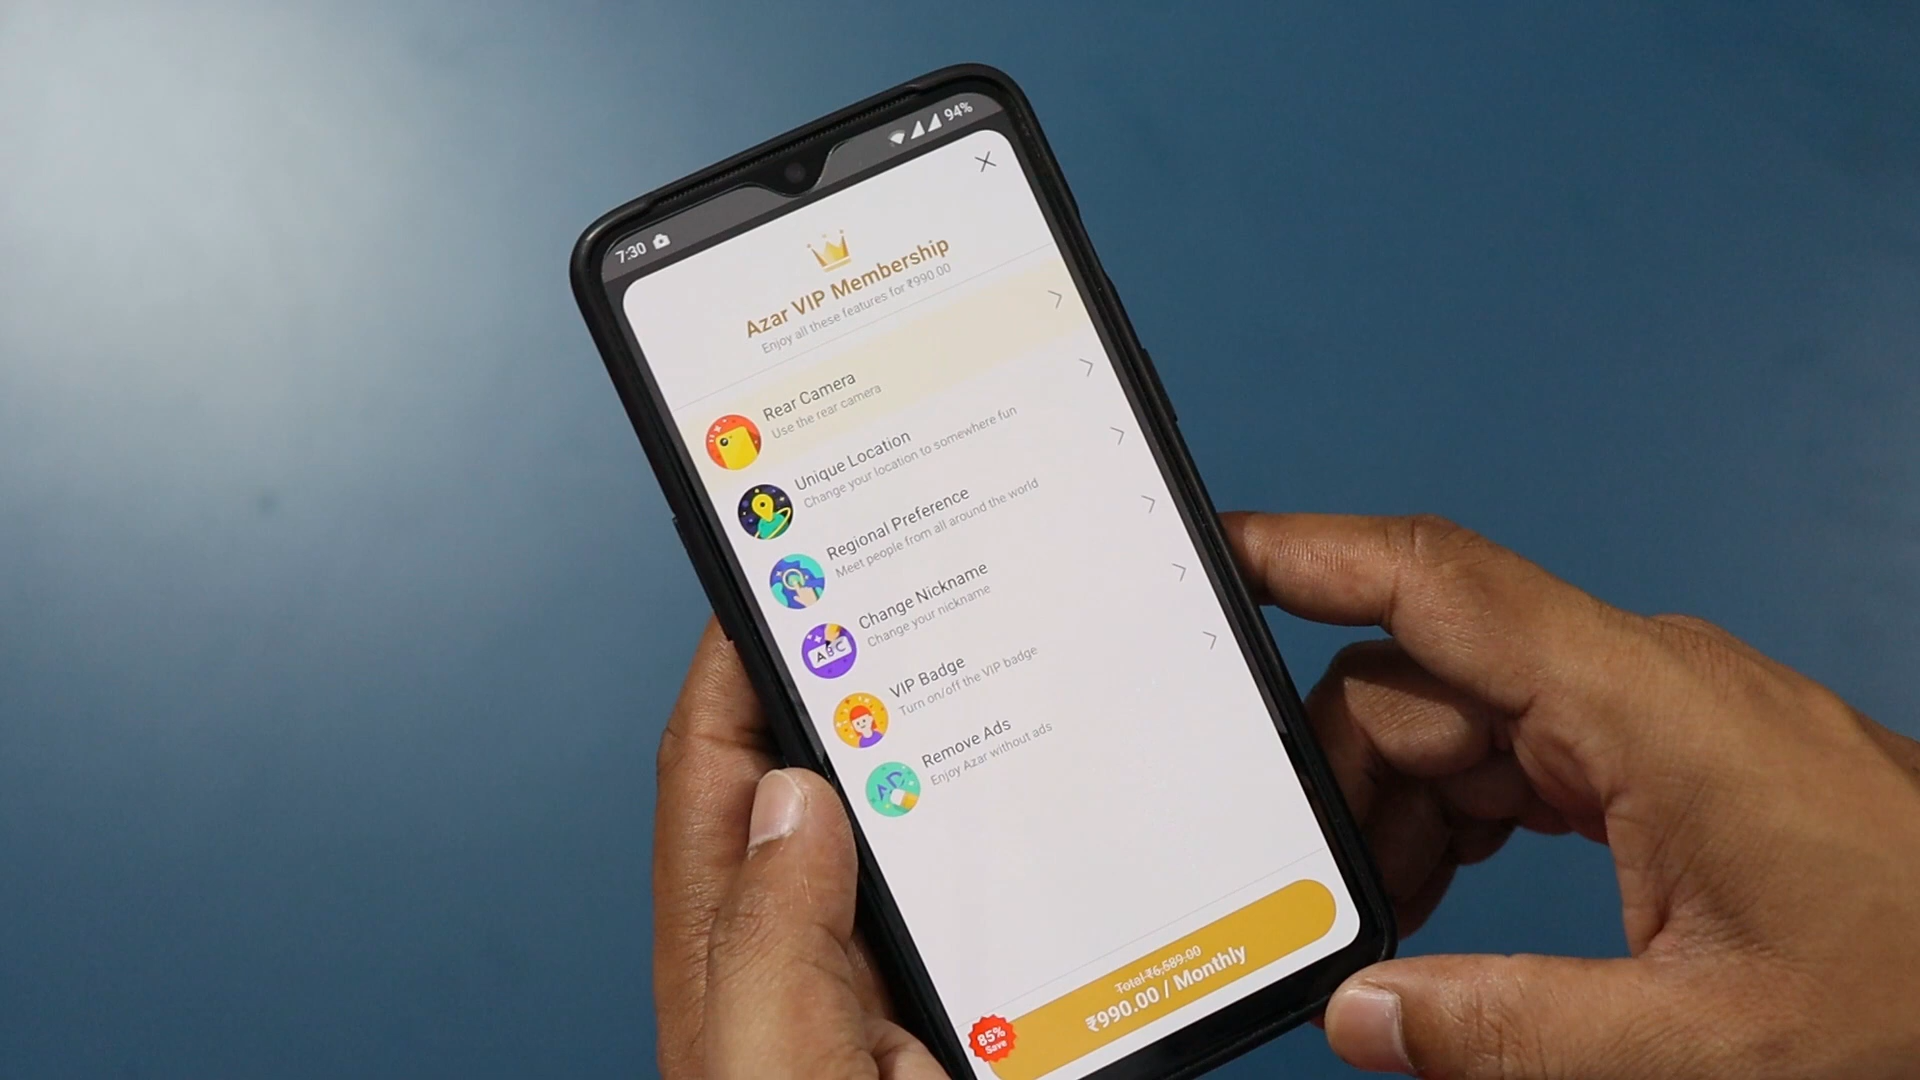 7:30
94%
Azar VIP Membership
Enjoy all these features for ₹990.00
Rear Camera
Use the rear camera
Unique Location
Change your location to somewhere fun
Regional Preference
Meet people from all around the world
Change Nickname
Change your nickname
ABC
VIP Badge
Turn on/off the VIP badge
Remove Ads
Enjoy Azar without ads
AD
Total ₹6,589.00
₹990.00 / Monthly
85%
Save